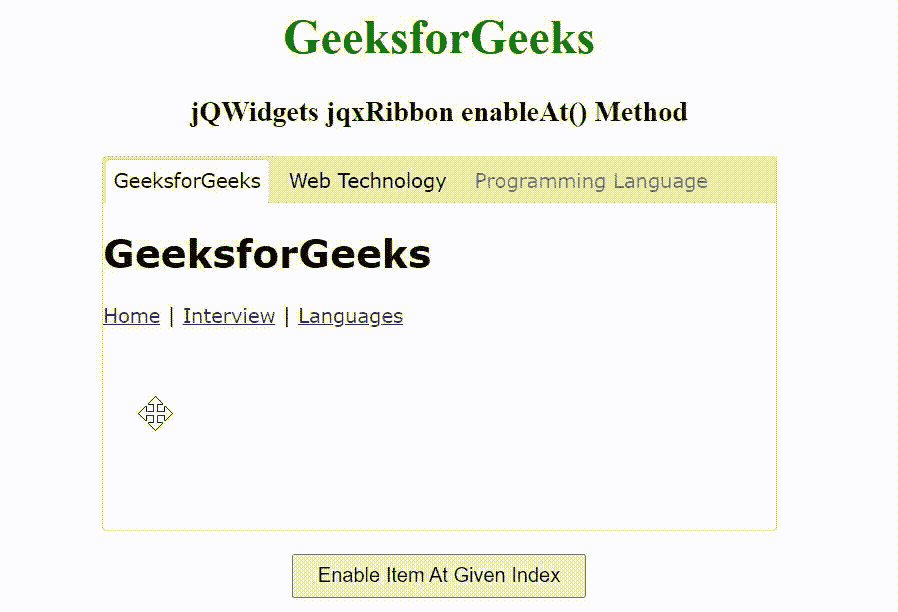 GeeksforGeeks
jQWidgets jqxRibbon enableAt() Method
GeeksforGeeks Web Technology Programming Language
GeeksforGeeks
Home | Interview | Languages
Enable Item At Given Index